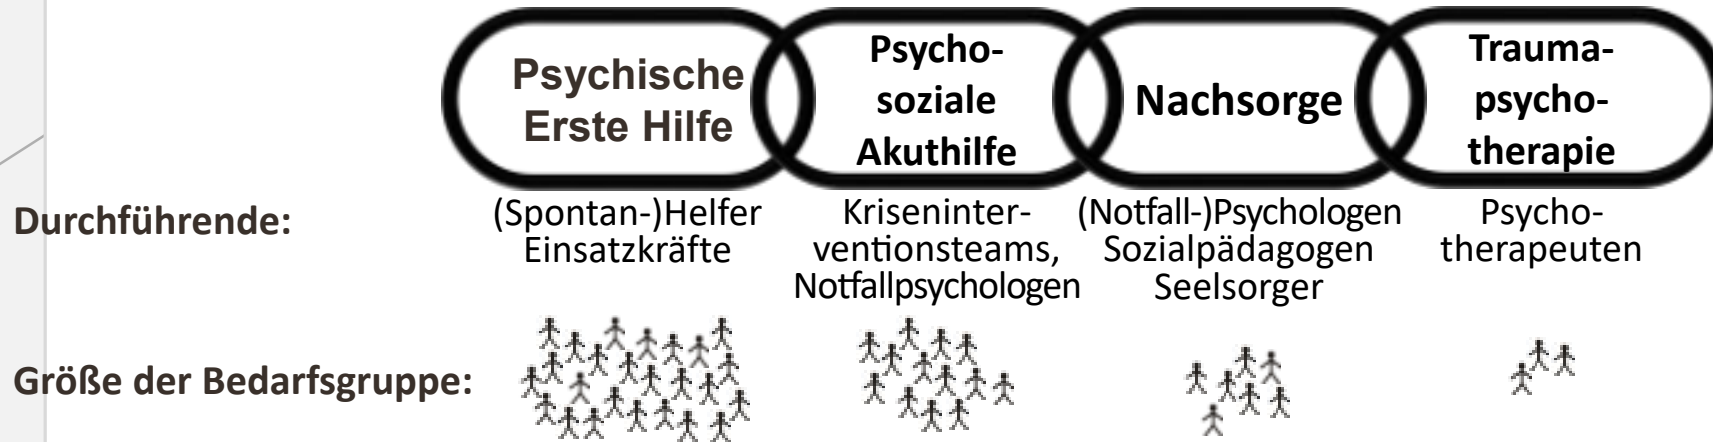 Psychische
Erste Hilfe
Psycho-
soziale
Akuthilfe
Nachsorge
Trauma-
psycho-
therapie
Durchführende:
(Spontan-)Helfer
Einsatzkräfte
Kriseninter-
ventionsteams,
Notfallpsychologen
(Notfall-)Psychologen
Sozialpädagogen
Seelsorger
Psycho-
therapeuten
Größe der Bedarfsgruppe: